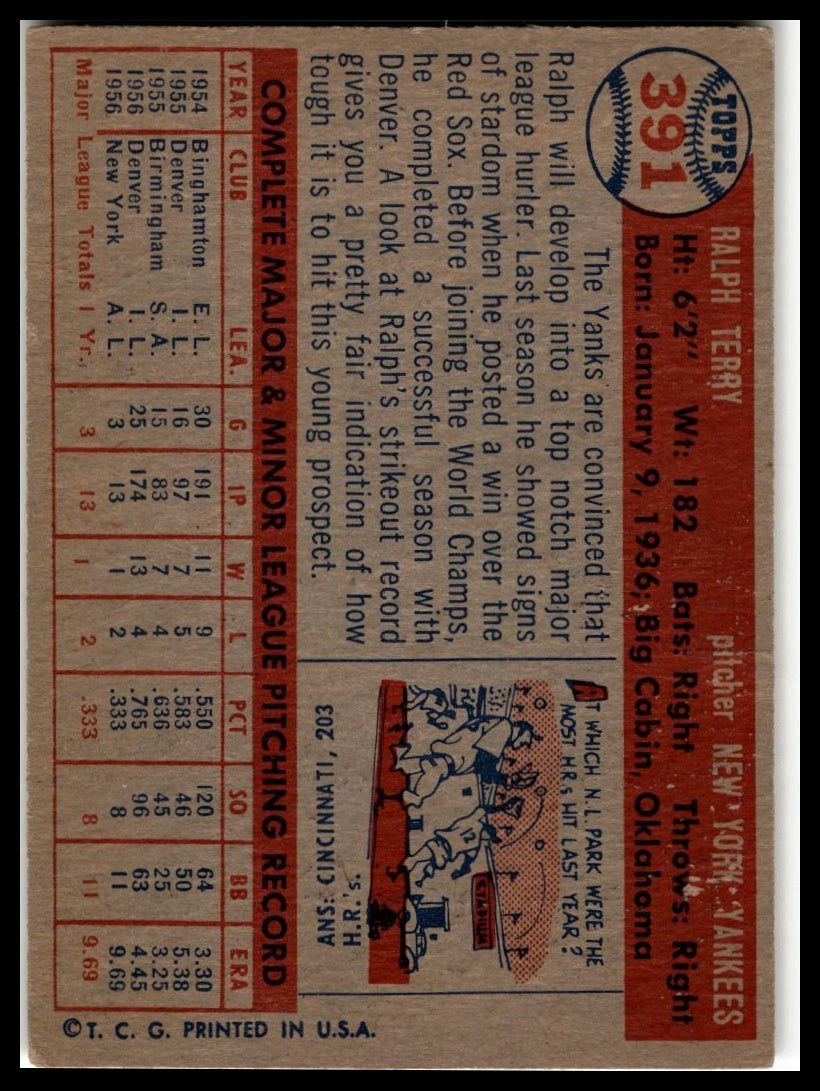 TOPPS
391
RALPH TERRY pitcher NEW YORK YANKEES
Ht: 6'2" Wt: 182 Bats: Right Throws: Right
Born: January 9, 1936; Big Cabin, Oklahoma
The Yanks are convinced that
Ralph will develop into a top notch major
league hurler. Last season he showed signs
of stardom when he posted a win over the
Red Sox. Before joining the World Champs,
he completed a successful season with
Denver. A look at Ralph's strikeout record
gives you a pretty fair indication of how
tough it is to hit this young prospect.
AT WHICH N.L. PARK WERE THE
MOST H.R.s HIT LAST YEAR?
STADIUM
12
ANS: CINCINNATI, 203
H.R.'s.
COMPLETE MAJOR & MINOR LEAGUE PITCHING RECORD
YEAR CLUB LEA. G IP W L PCT SO BB ERA
1954 Binghamton E. L. 30 191 11 9 .550 120 64 3.30
1955 Denver I. L. 16 97 7 5 .583 46 50 5.38
1955 Birmingham S. A. 15 83 7 4 .636 45 25 3.25
1956 Denver I. L. 25 174 13 4 .765 96 63 4.45
1956 New York A. L. 3 13 1 2 .333 8 11 9.69
Major League Totals 1 Yr. 3 13 1 2 .333 8 11 9.69
© T. C. G. PRINTED IN U.S.A.